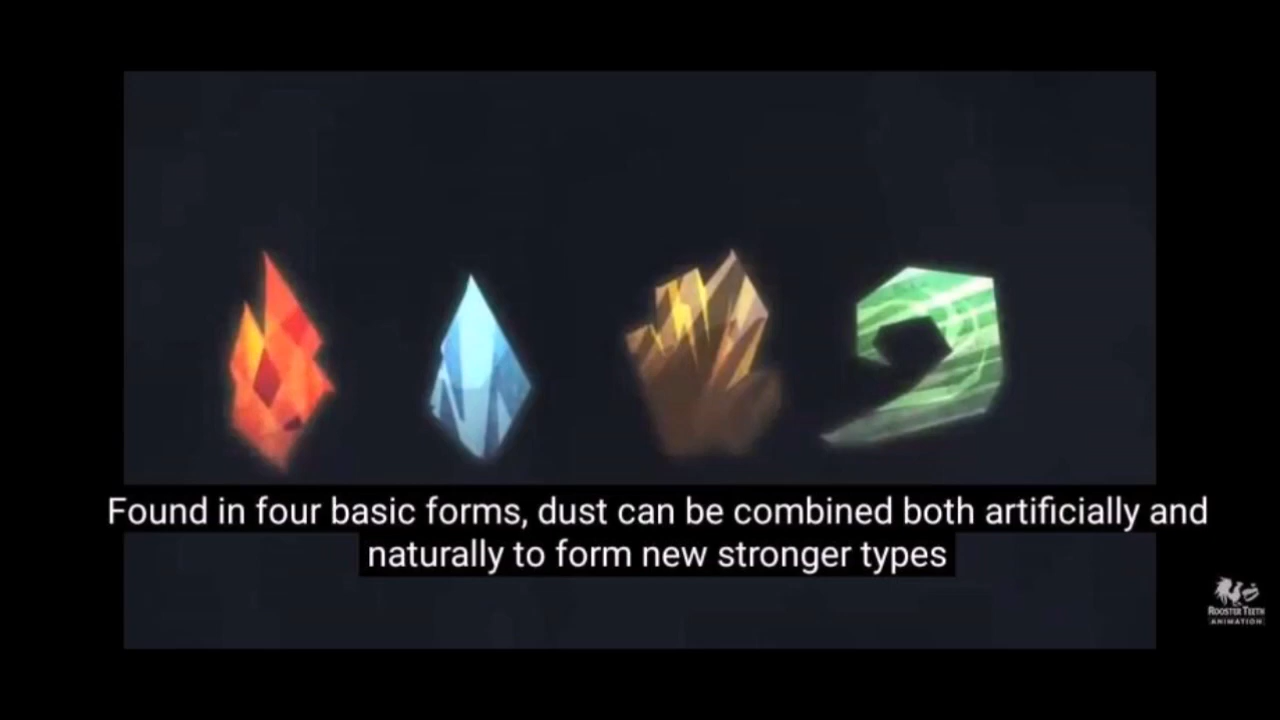 Found in four basic forms, dust can be combined both artificially and
naturally to form new stronger types
ROOSTER TEETH
ANIMATION